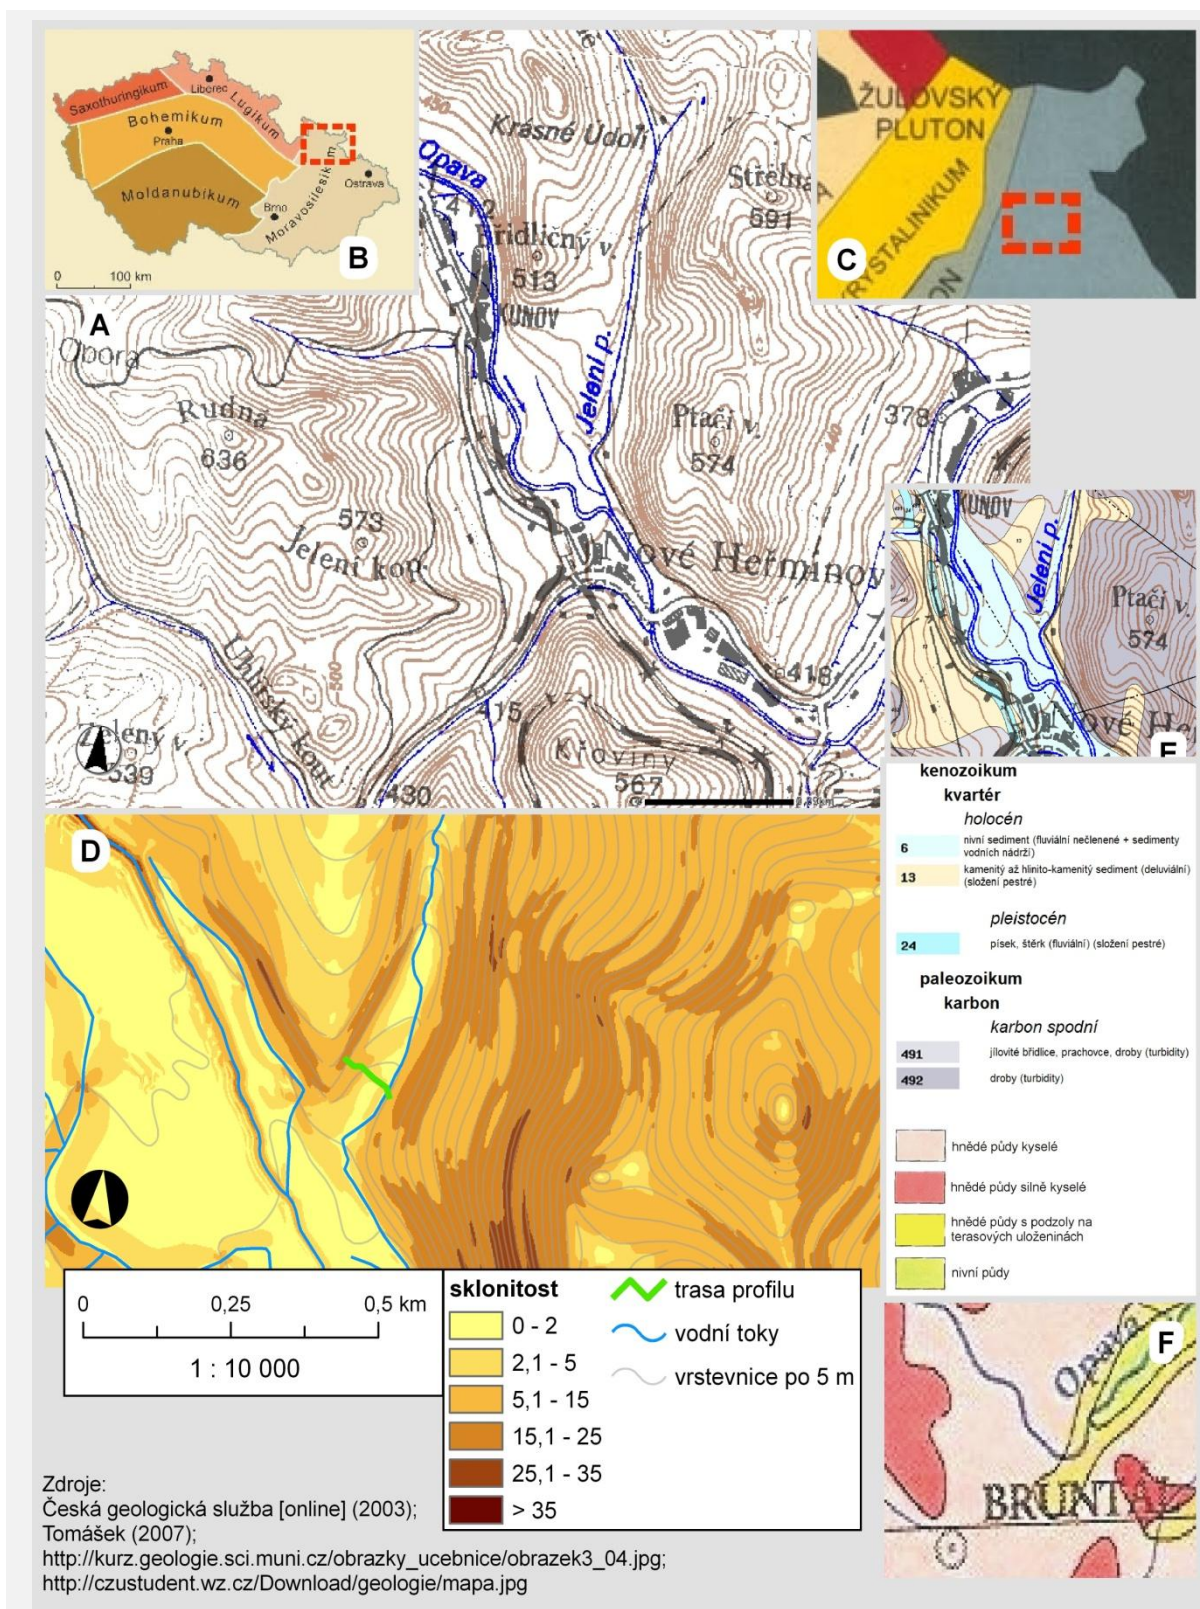 Saxothuringikum
Liberec
Lugikum
Bohemikum
Praha
Moldanubikum
Brno
Moravosilesikum
Ostrava
B
0 100 km
450
Krásné Údolí
Opava
Střelná
591
Břidličný v.
513
KUNOV
A
Obora
Jelení p.
Rudná
636
Ptačí v.
574
378
573
Jelení kop.
Nové Heřminov
Uhlířský kout
500
418
415
Zelený v.
539
430
Křoviny
567
ŽULOVSKÝ
PLUTON
KRYSTALINIKUM
ON
C
KUNOV
Jelení p.
Ptačí v.
574
Nové He
E
kenozoikum
kvartér
holocén
6 nivní sediment (fluviální nečlenené + sedimenty
vodních nádrží)
13 kamenitý až hlinito-kamenitý sediment (deluviální)
(složení pestré)
pleistocén
24 písek, štěrk (fluviální) (složení pestré)
paleozoikum
karbon
karbon spodní
491 jílovité břidlice, prachovce, droby (turbidity)
492 droby (turbidity)
hnědé půdy kyselé
hnědé půdy silně kyselé
hnědé půdy s podzoly na
terasových uloženinách
nivní půdy
D
0 0,25 0,5 km
1 : 10 000
sklonitost
0 - 2
2,1 - 5
5,1 - 15
15,1 - 25
25,1 - 35
> 35
trasa profilu
vodní toky
vrstevnice po 5 m
Opava
F
BRUNTÁL
Zdroje:
Česká geologická služba [online] (2003);
Tomášek (2007);
http://kurz.geologie.sci.muni.cz/obrazky_ucebnice/obrazek3_04.jpg;
http://czustudent.wz.cz/Download/geologie/mapa.jpg